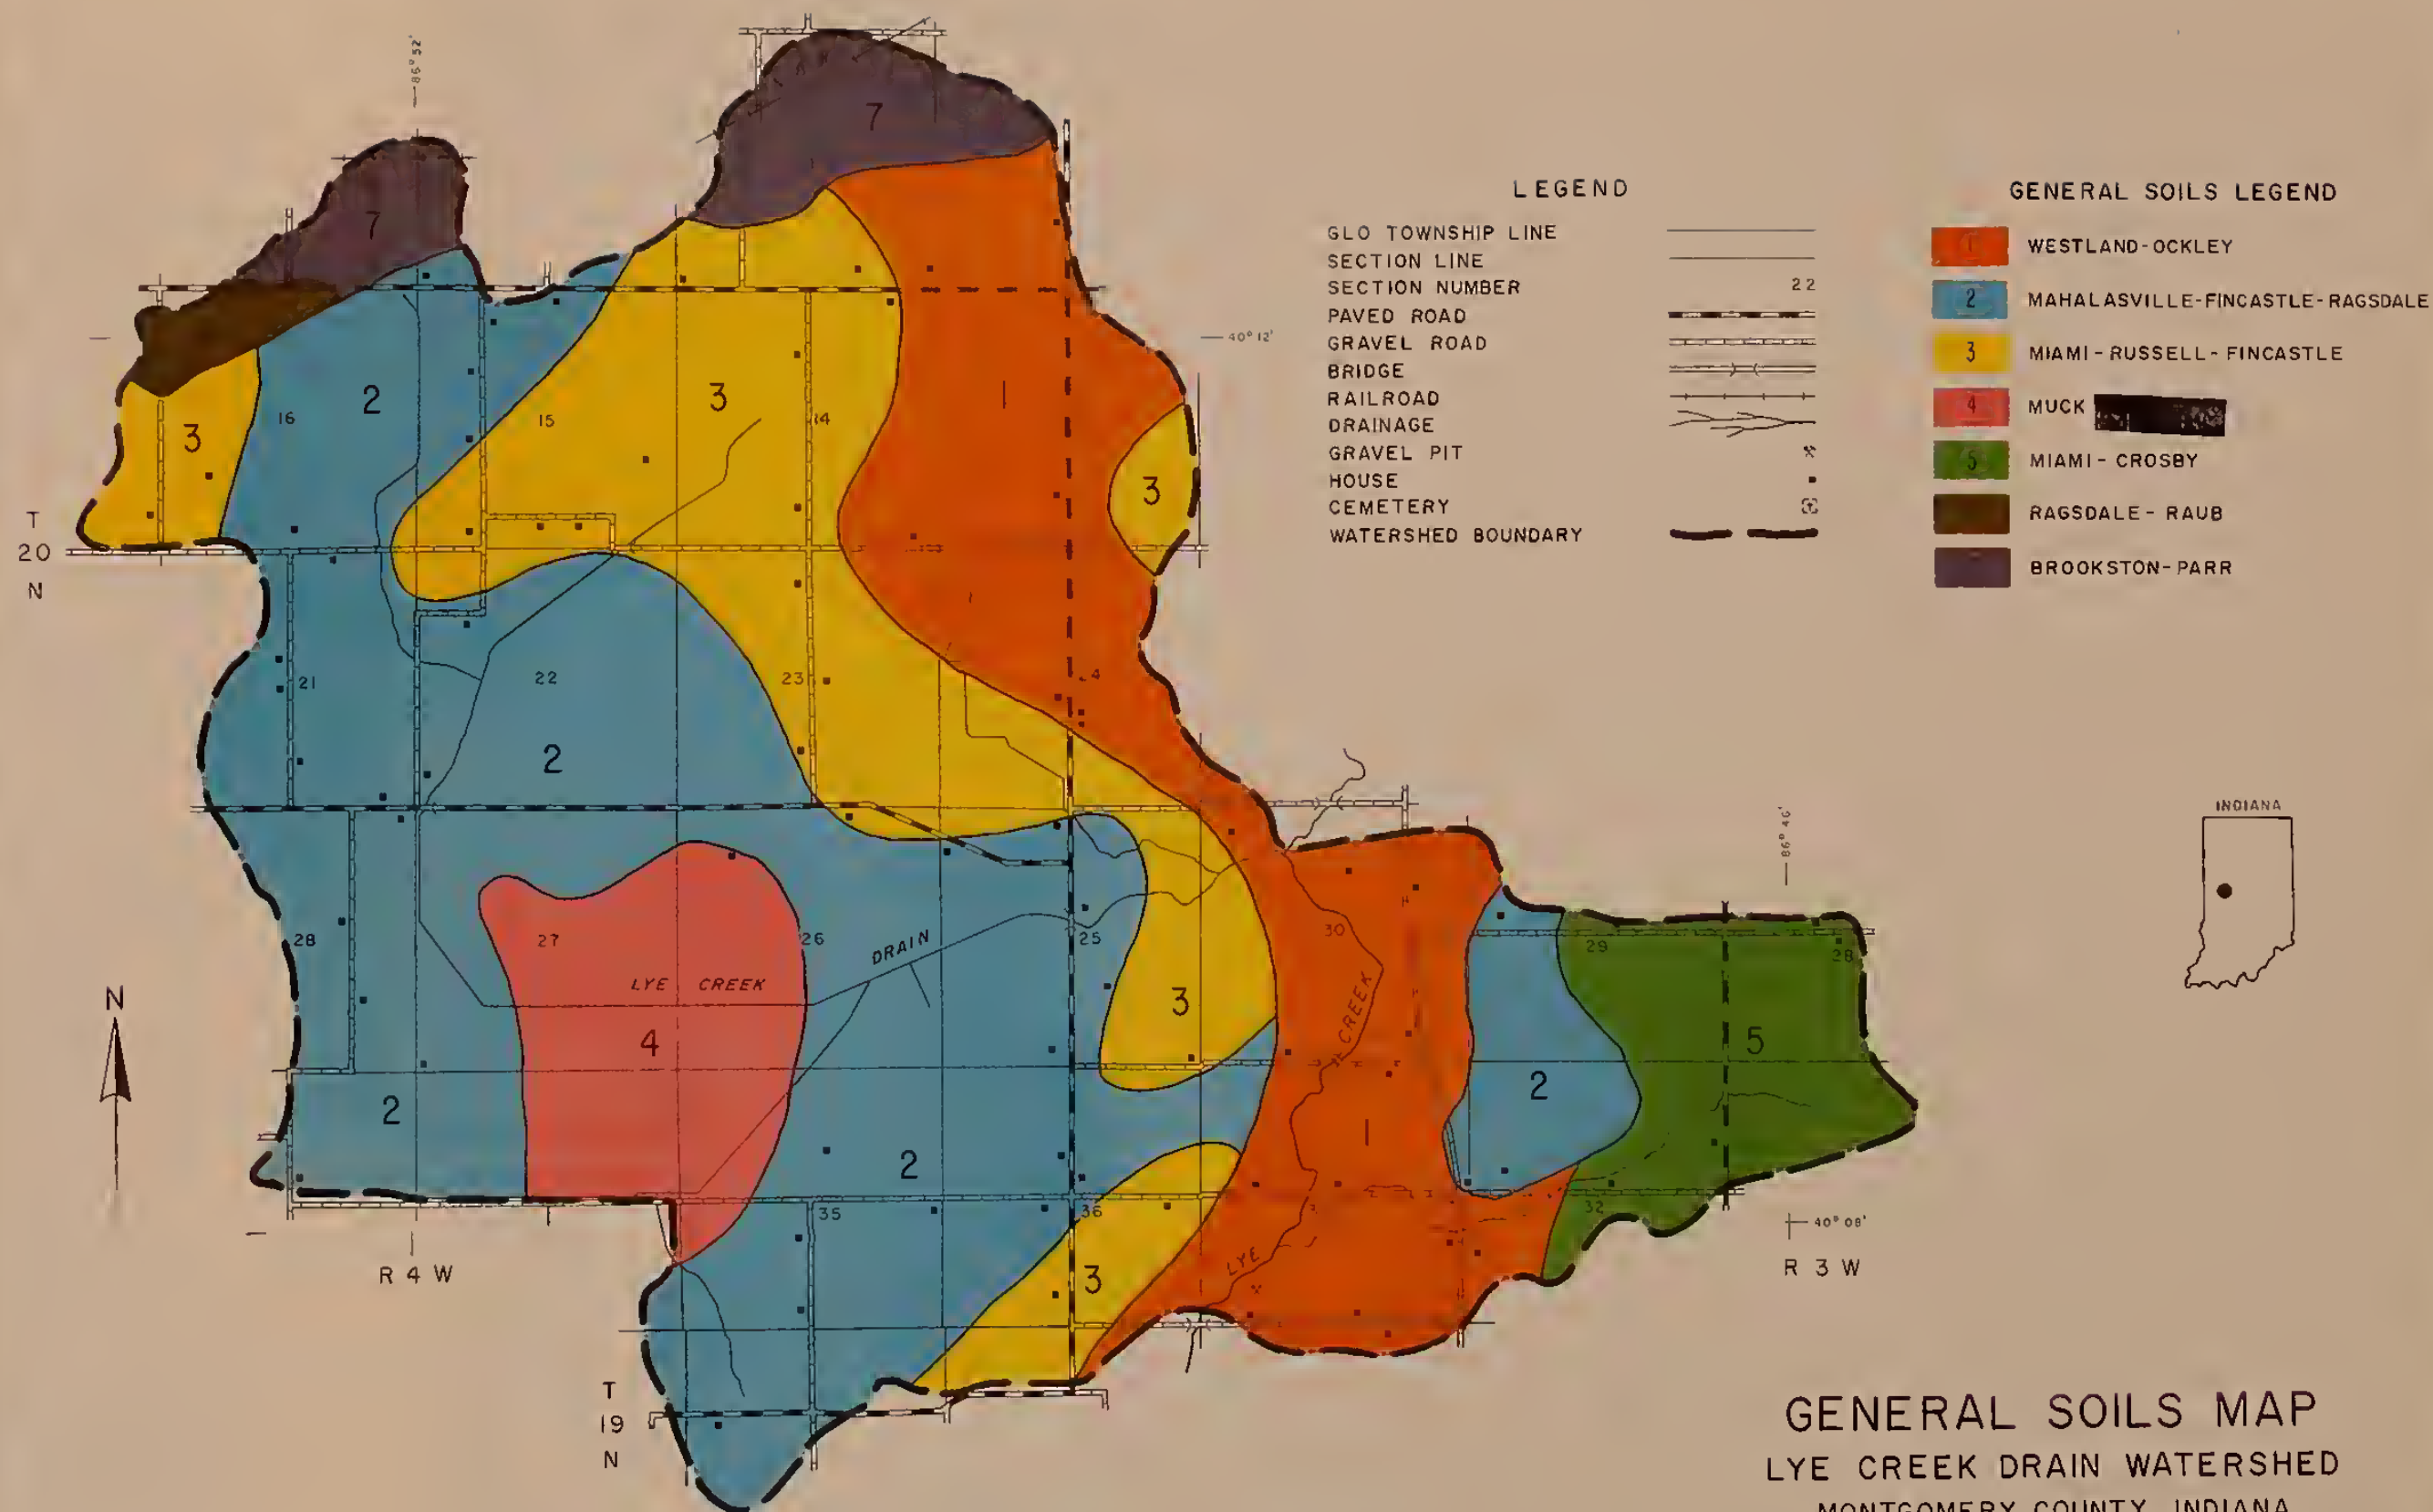 86° 52'
7
7
LEGEND
GLO TOWNSHIP LINE
SECTION LINE
SECTION NUMBER 22
PAVED ROAD
GRAVEL ROAD
BRIDGE
RAILROAD
DRAINAGE
GRAVEL PIT
HOUSE
CEMETERY
WATERSHED BOUNDARY
GENERAL SOILS LEGEND
1 WESTLAND-OCKLEY
2 MAHALASVILLE-FINCASTLE-RAGSDALE
3 MIAMI-RUSSELL-FINCASTLE
4 MUCK
5 MIAMI-CROSBY
RAGSDALE-RAUB
BROOKSTON-PARR
40° 12'
3
16
2
15
3
14
1
3
T
20
N
21
22
23
2
INDIANA
86° 46'
28
27
26
DRAIN
25
30
29
28
LYE CREEK
3
CREEK
4
5
2
2
2
1
35
36
32
3
LYE
40° 08'
R 4 W
R 3 W
N
T
19
N
GENERAL SOILS MAP
LYE CREEK DRAIN WATERSHED
MONTGOMERY COUNTY, INDIANA